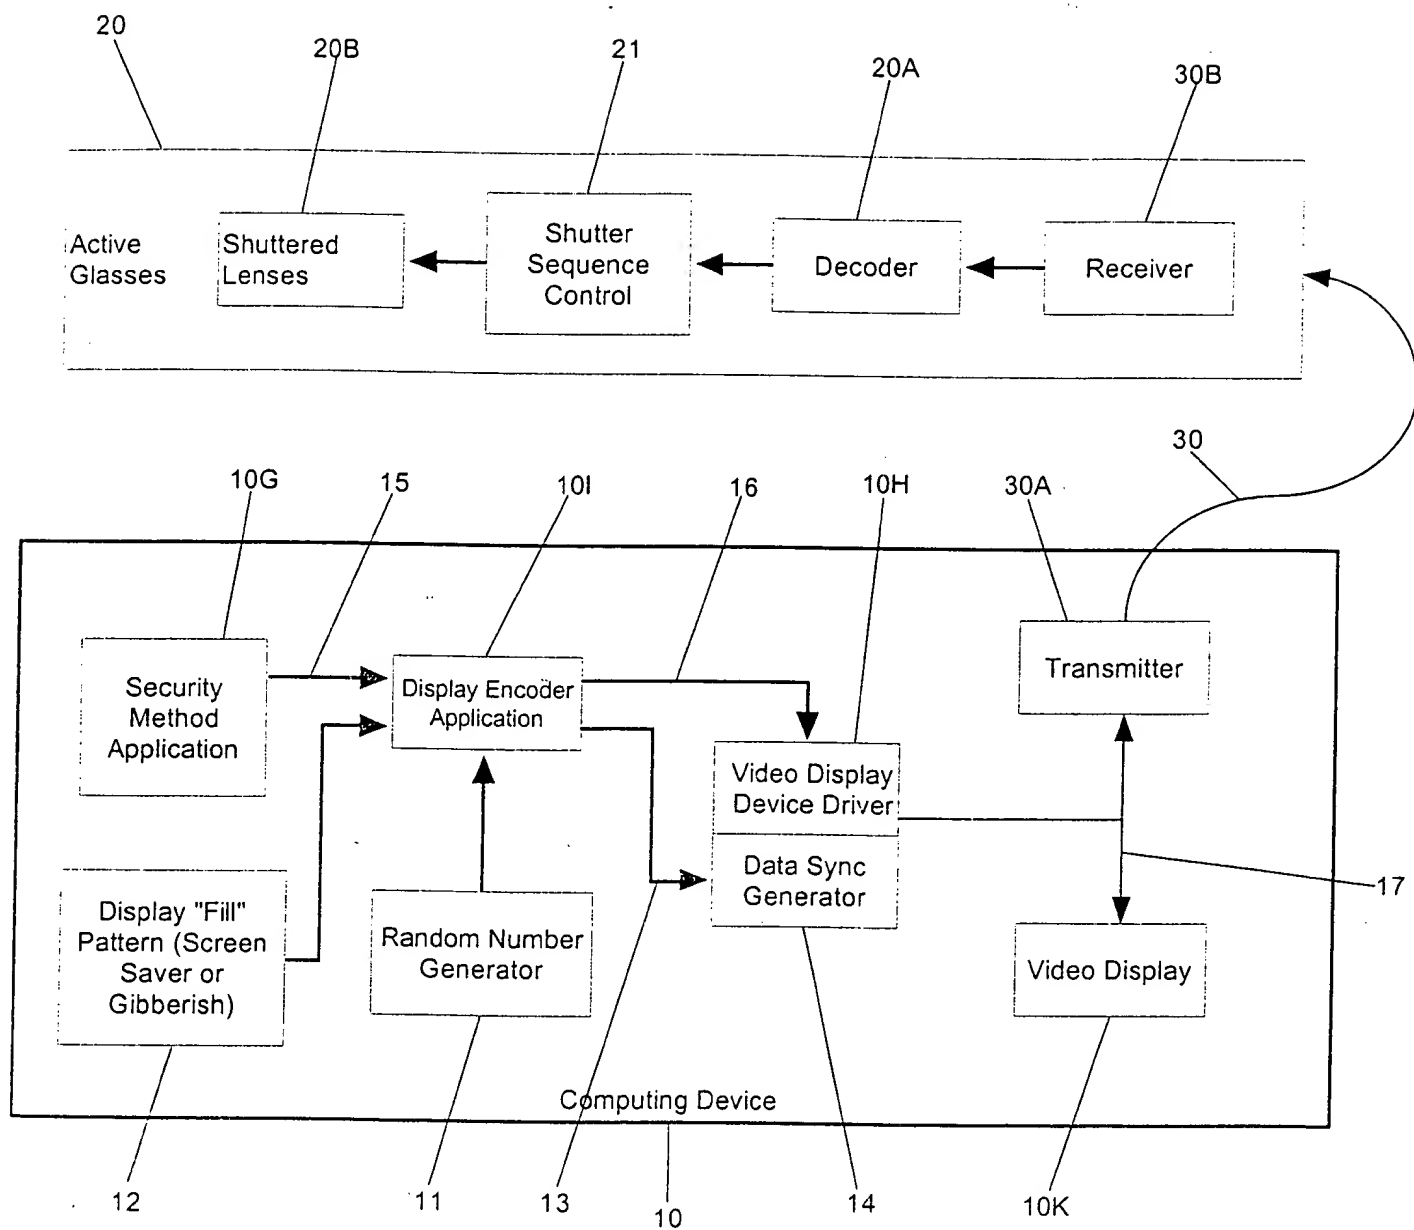 20
20B
21
20A
30B
Active
Glasses
Shuttered
Lenses
Shutter
Sequence
Control
Decoder
Receiver
30
10G
15
10I
16
10H
30A
Security
Method
Application
Display Encoder
Application
Video Display
Device Driver
Transmitter
Display "Fill"
Pattern (Screen
Saver or
Gibberish)
Random Number
Generator
Data Sync
Generator
17
Video Display
Computing Device
12
11
13
10
14
10K